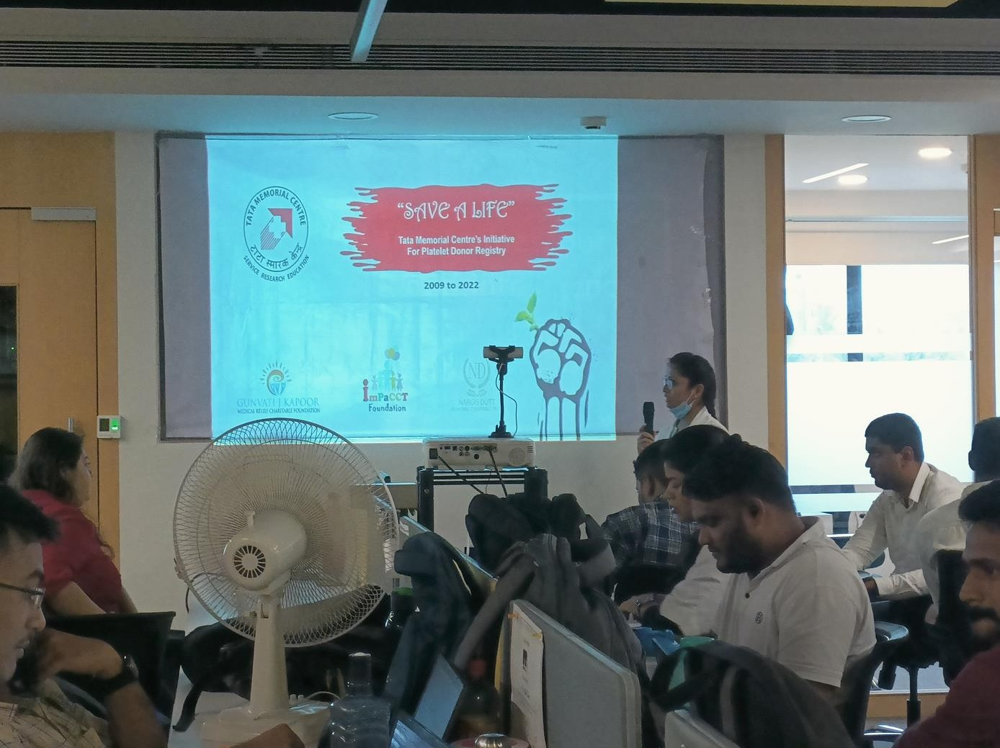 TATA MEMORIAL CENTRE
टाटा स्मारक केन्द्र
SERVICE RESEARCH EDUCATION
“SAVE A LIFE”
Tata Memorial Centre's Initiative
For Platelet Donor Registry
2009 to 2022
GUNVATI J KAPOOR
MEDICAL RELIEF CHARITABLE FOUNDATION
ImPaCCT
Foundation
ND
NARGIS DUTT